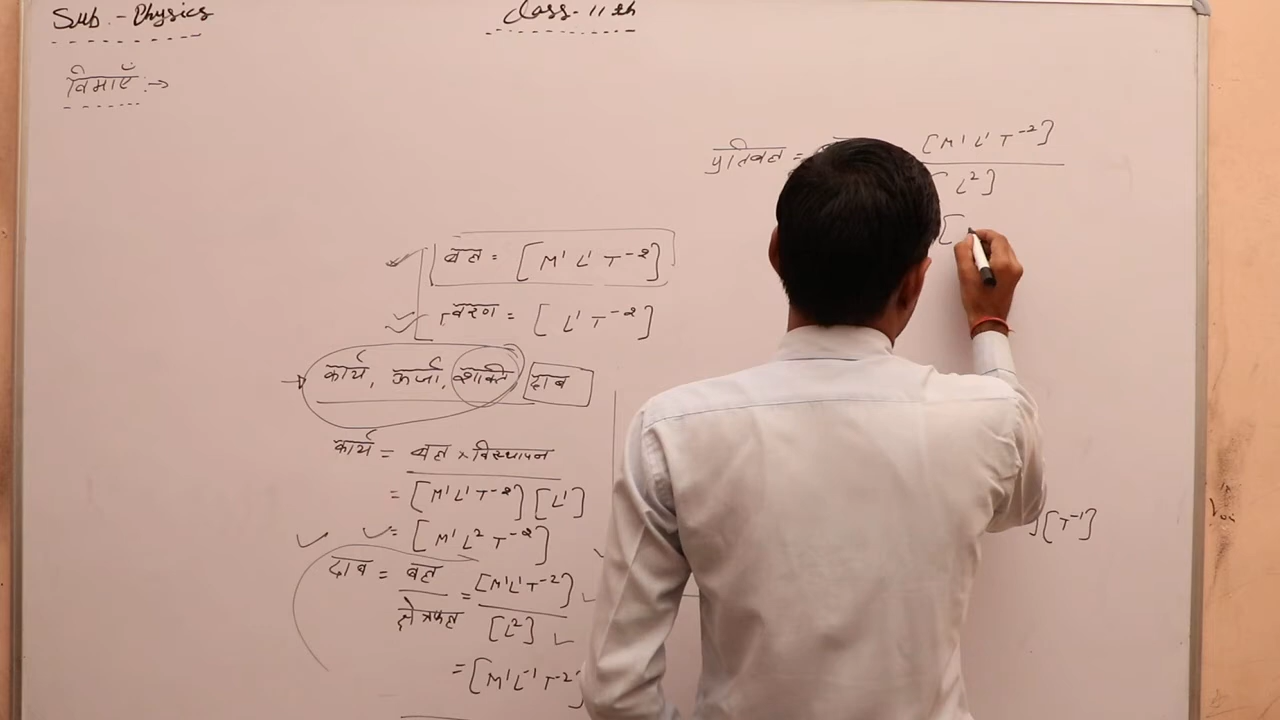 Sub. - Physics
Class - 11th
विमाएँ :→
प्रतिबल = [M¹ L¹ T⁻²]
[L²]
[
बल = [M¹ L¹ T⁻²]
त्वरण = [L¹ T⁻²]
→ कार्य, ऊर्जा, शक्ति दाब
कार्य = बल × विस्थापन
= [M¹ L¹ T⁻²] [L¹]
= [M¹ L² T⁻²]
दाब = बल / क्षेत्रफल = [M¹ L¹ T⁻²] / [L²]
= [M¹ L⁻¹ T⁻²]
] [T⁻¹]